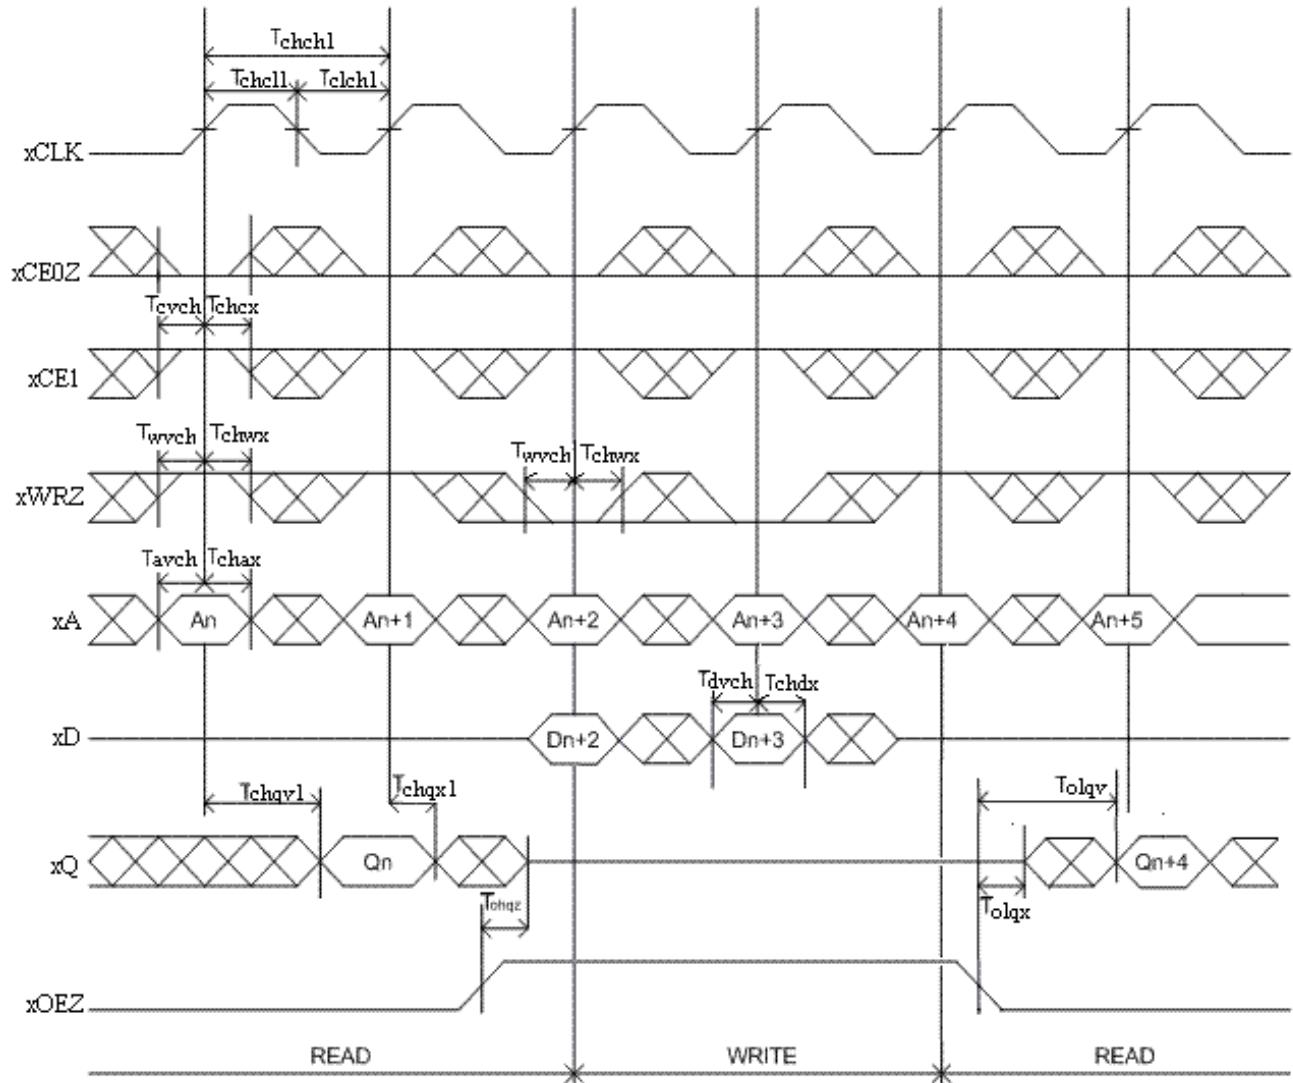 Tchch1
Tchcl1 Tclch1
xCLK
xCE0Z
Tcvch Tchcx
xCE1
Twvch Tchwx Twvch Tchwx
xWRZ
Tavch Tchax
xA An An+1 An+2 An+3 An+4 An+5
Tdvch Tchdx
xD Dn+2 Dn+3
Tchqv1 Tchqx1 Tolqv
xQ Qn Qn+4
Tohqz Tolqx
xOEZ
READ WRITE READ